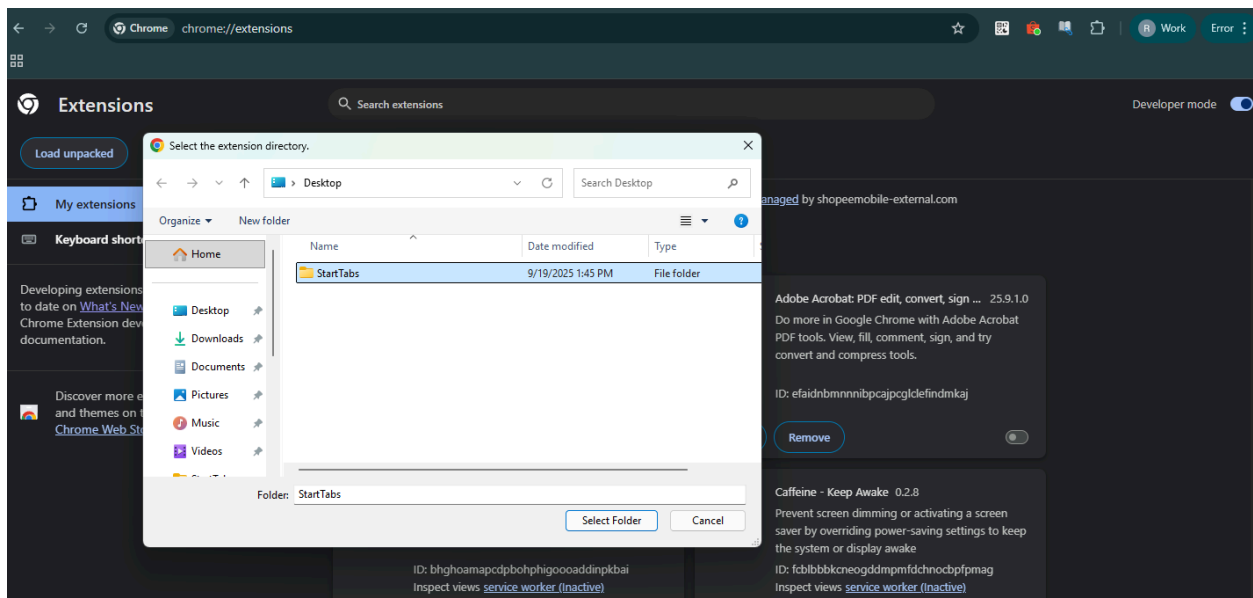 Chrome chrome://extensions
R Work Error
Extensions
Search extensions
Developer mode
Load unpacked
Select the extension directory.
Desktop
Search Desktop
My extensions
anaged by shopeemobile-external.com
Organize New folder
Keyboard short
Name Date modified Type
Home
StartTabs 9/19/2025 1:45 PM File folder
Developing extensions
to date on What's New
Chrome Extension dev
documentation.
Desktop
Downloads
Documents
Pictures
Music
Videos
Adobe Acrobat: PDF edit, convert, sign ... 25.9.1.0
Do more in Google Chrome with Adobe Acrobat
PDF tools. View, fill, comment, sign, and try
convert and compress tools.
ID: efaidnbmnnnibpcajpcglclefindmkaj
Discover more e
and themes on t
Chrome Web Sto
Remove
Folder: StartTabs
Select Folder Cancel
Caffeine - Keep Awake 0.2.8
Prevent screen dimming or activating a screen
saver by overriding power-saving settings to keep
the system or display awake
ID: bhghoamapcdpbohphigoooaddinpkbai
Inspect views service worker (Inactive)
ID: fcblbbbkcneogddmpmfdchnocbpfpmag
Inspect views service worker (Inactive)